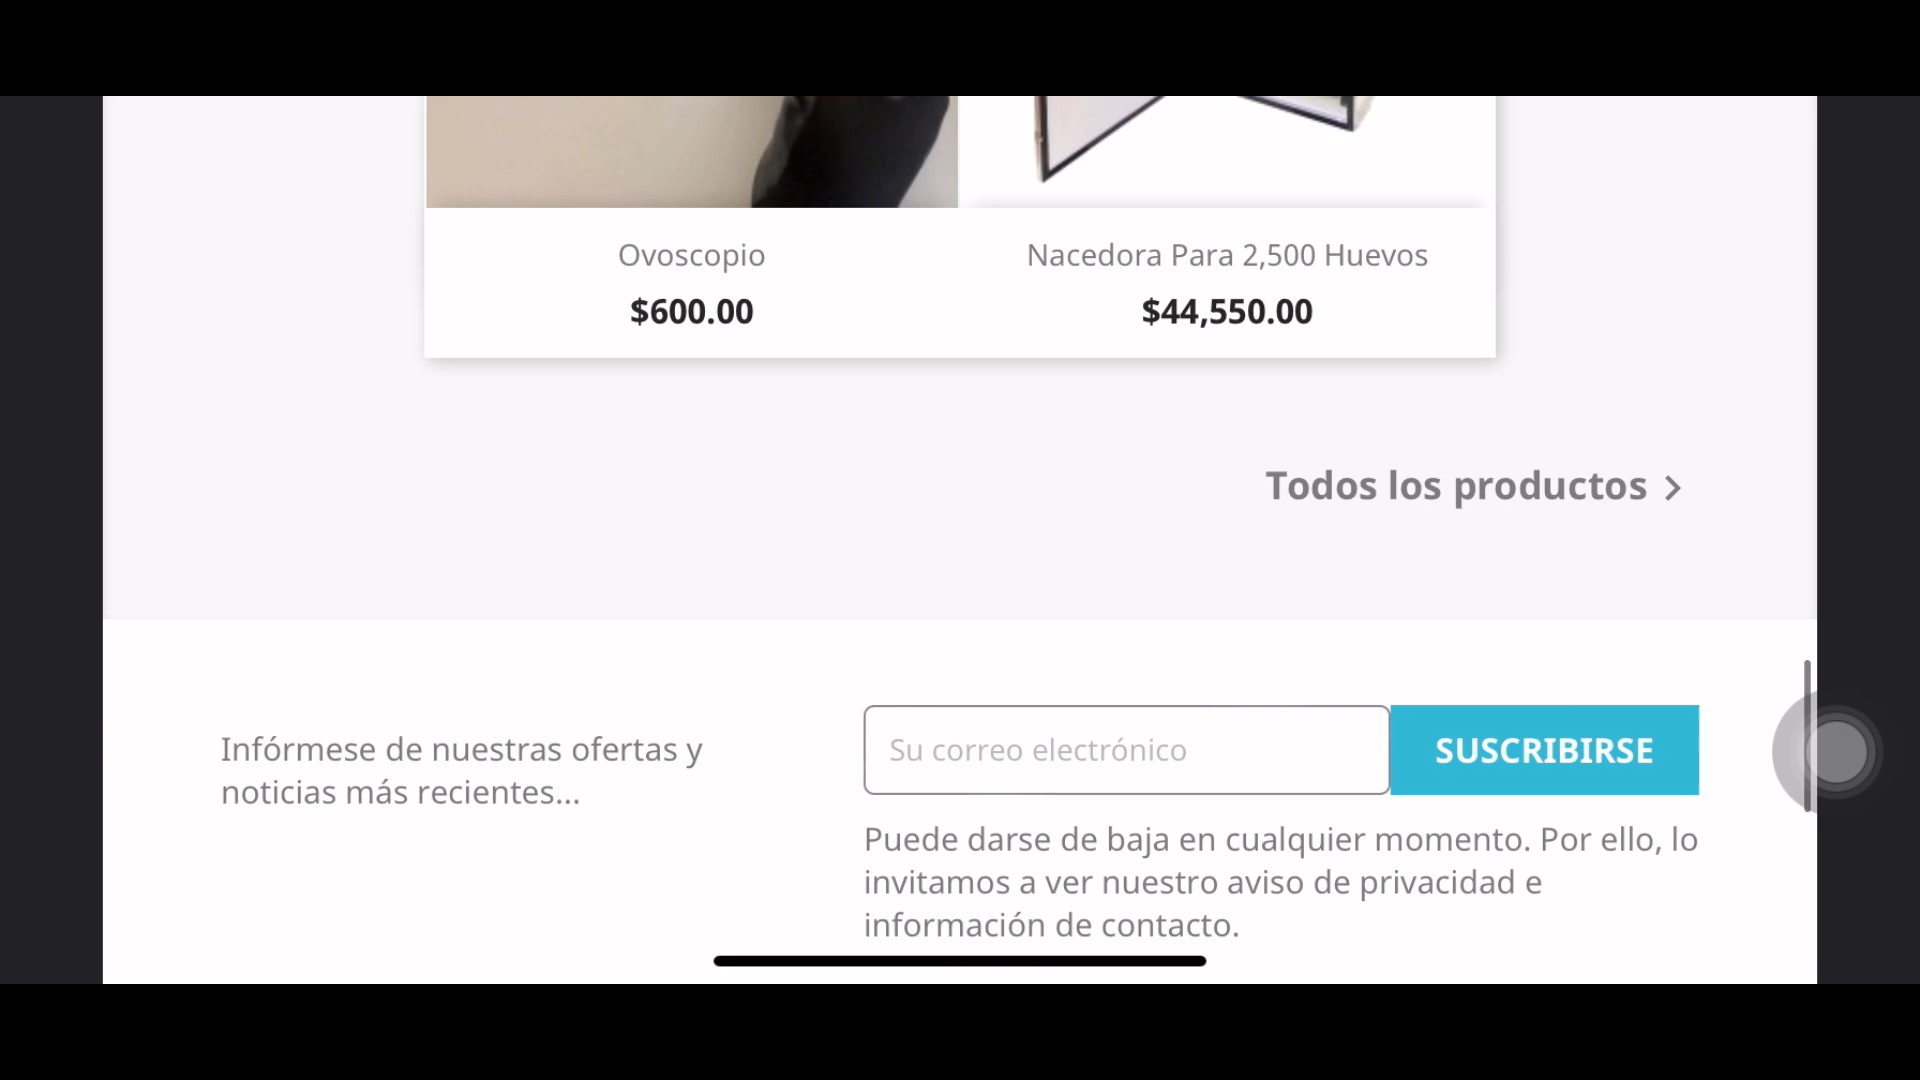 Ovoscopio
$600.00
Nacedora Para 2,500 Huevos
$44,550.00
Todos los productos
Infórmese de nuestras ofertas y
noticias más recientes...
Su correo electrónico
SUSCRIBIRSE
Puede darse de baja en cualquier momento. Por ello, lo
invitamos a ver nuestro aviso de privacidad e
información de contacto.